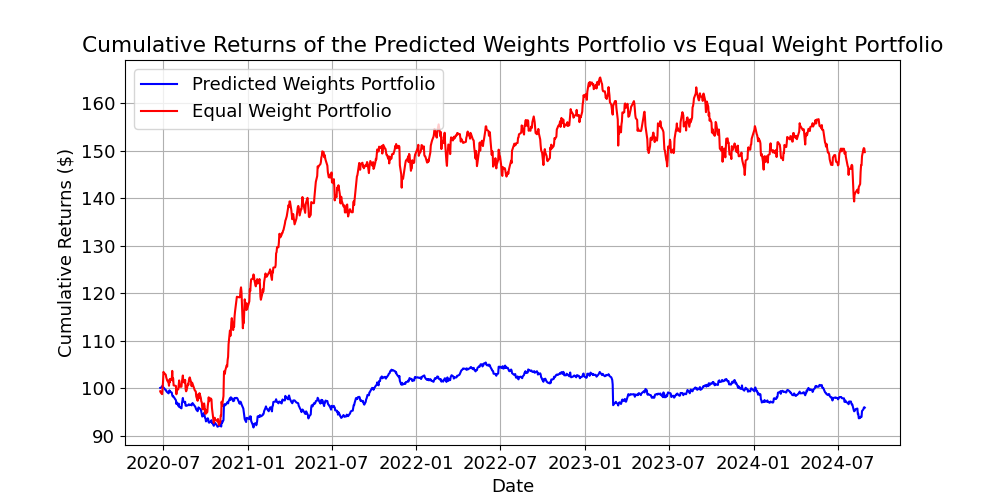 Cumulative Returns of the Predicted Weights Portfolio vs Equal Weight Portfolio
Predicted Weights Portfolio
Equal Weight Portfolio
Cumulative Returns ($)
160
150
140
130
120
110
100
90
2020-07 2021-01 2021-07 2022-01 2022-07 2023-01 2023-07 2024-01 2024-07
Date